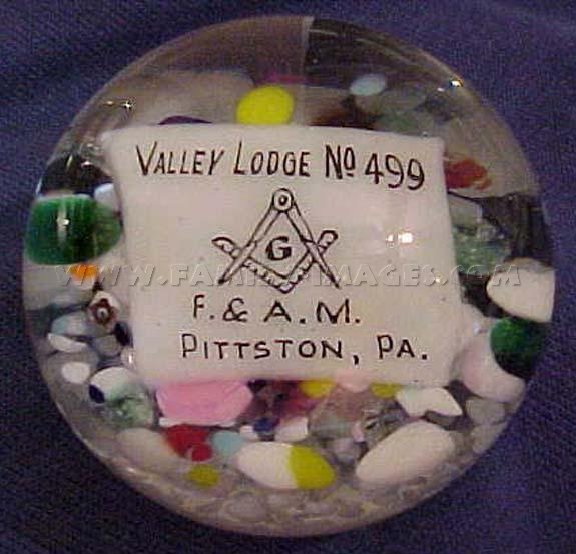 VALLEY LODGE Nº 499
G
F. & A. M.
PITTSTON, PA.